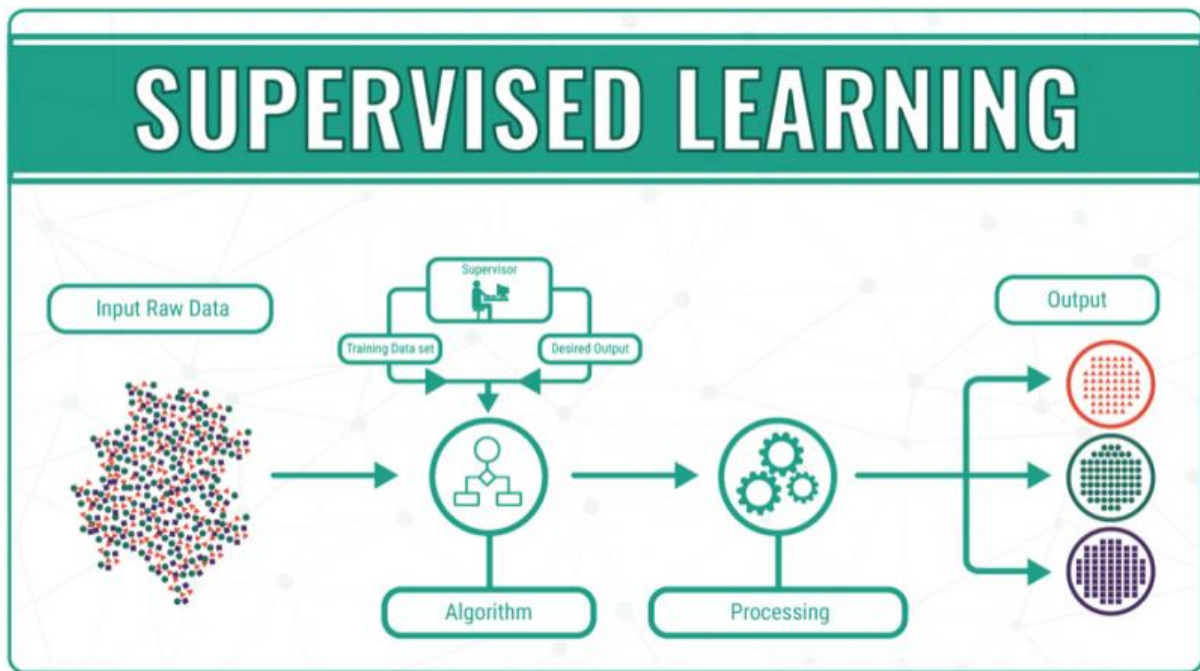 SUPERVISED LEARNING
Input Raw Data
Supervisor
Training Data set
Desired Output
Algorithm
Processing
Output